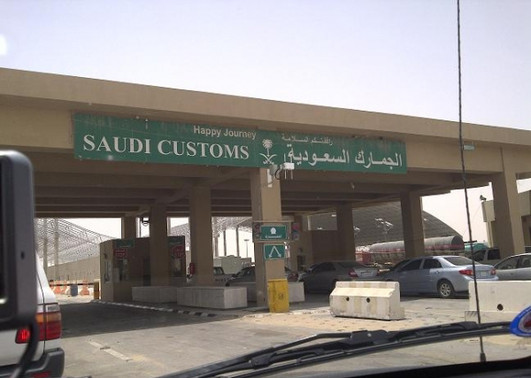 Happy Journey
SAUDI CUSTOMS
رافقتكم السلامة
الجمارك السعودية